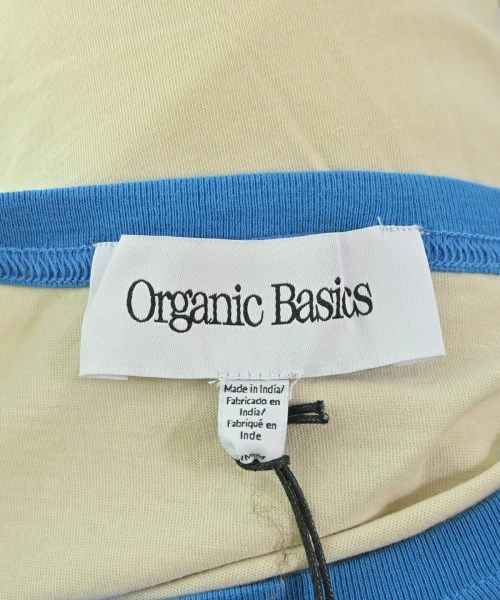 Organic Basics
Made in India/
Fabricado en
India/
Fabriqué en
Inde